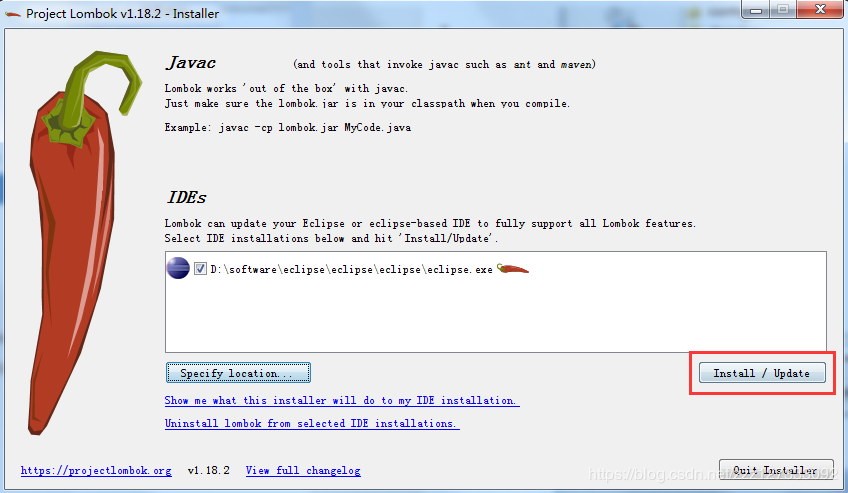 Project Lombok v1.18.2 - Installer
Javac (and tools that invoke javac such as ant and maven)
Lombok works 'out of the box' with javac.
Just make sure the lombok.jar is in your classpath when you compile.
Example: javac -cp lombok.jar MyCode.java
IDEs
Lombok can update your Eclipse or eclipse-based IDE to fully support all Lombok features.
Select IDE installations below and hit 'Install/Update'.
D:\software\eclipse\eclipse\eclipse\eclipse.exe
Specify location... Install / Update
Show me what this installer will do to my IDE installation.
Uninstall lombok from selected IDE installations.
https://projectlombok.org v1.18.2 View full changelog Quit Installer
https://blog.csdn.net/